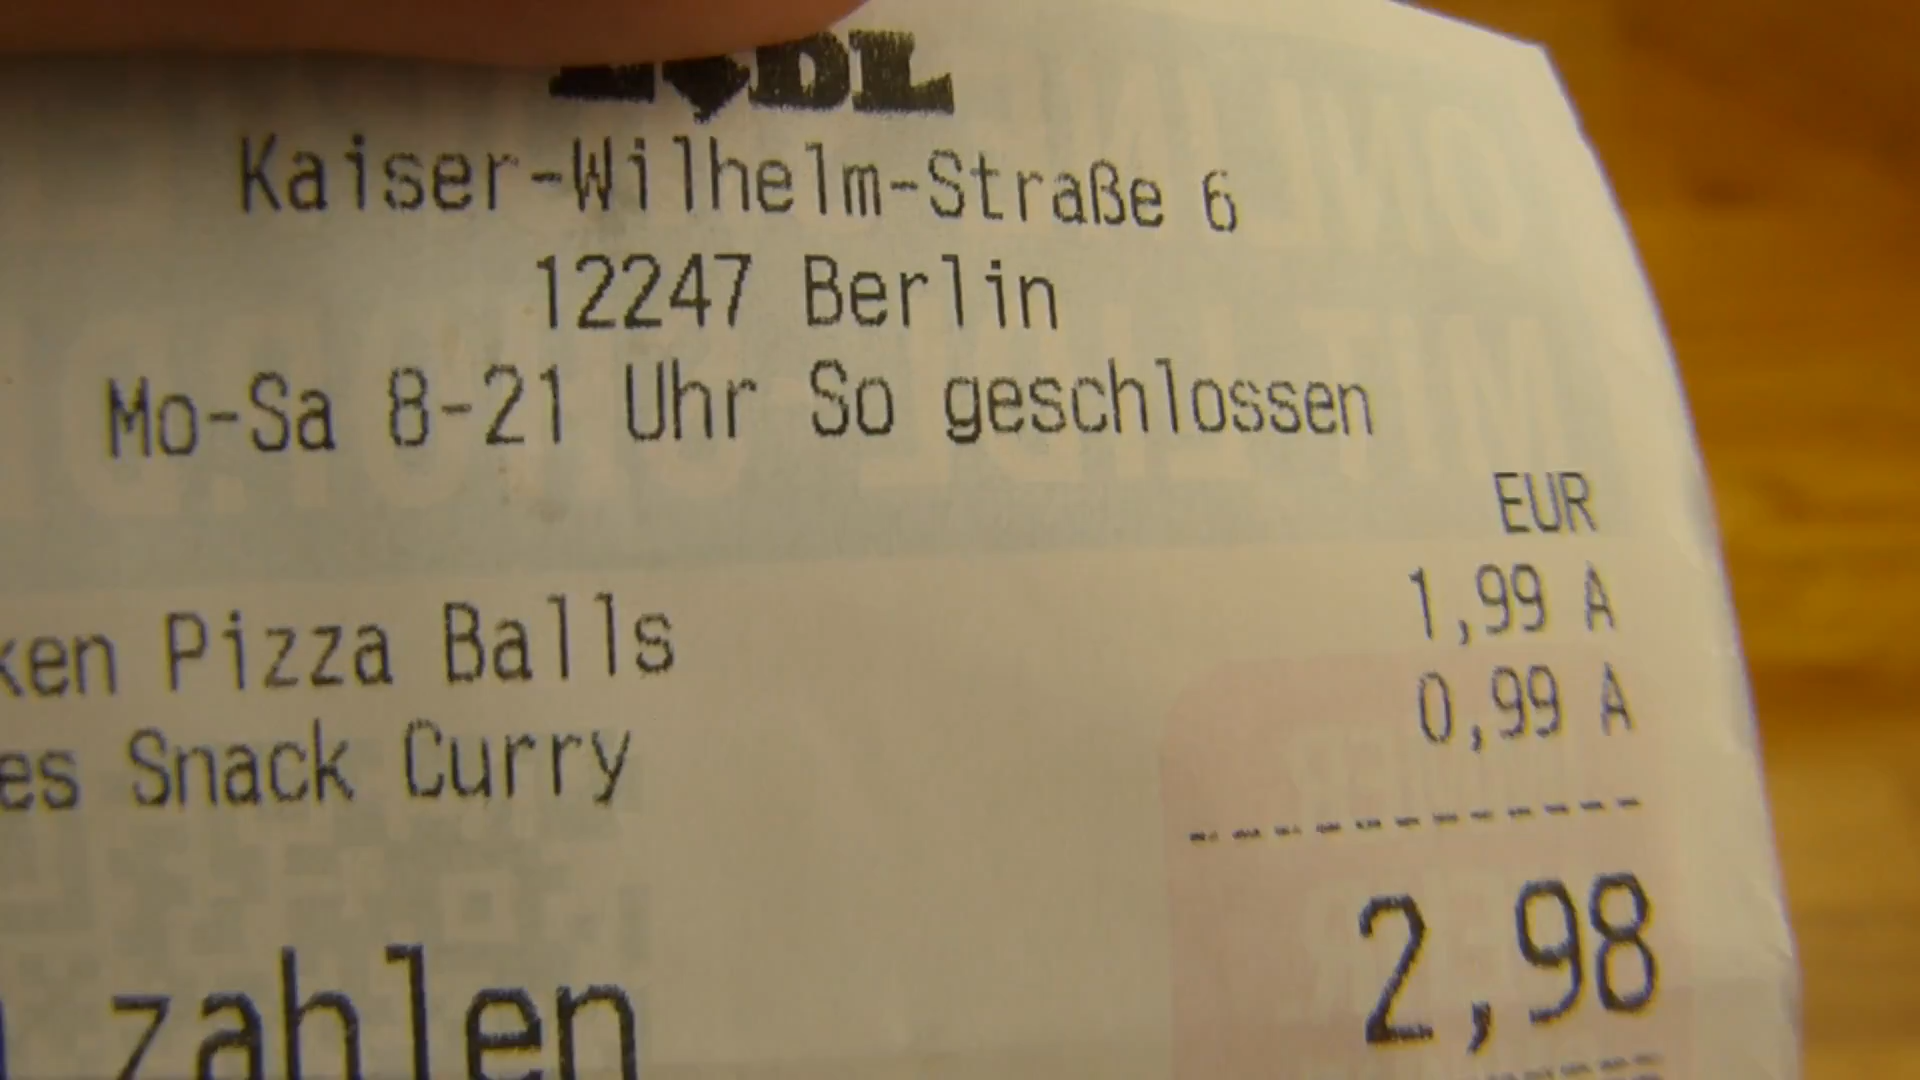 DL
Kaiser-Wilhelm-Straße 6
12247 Berlin
Mo-Sa 8-21 Uhr So geschlossen
EUR
ken Pizza Balls 1,99 A
es Snack Curry 0,99 A
zahlen 2,98